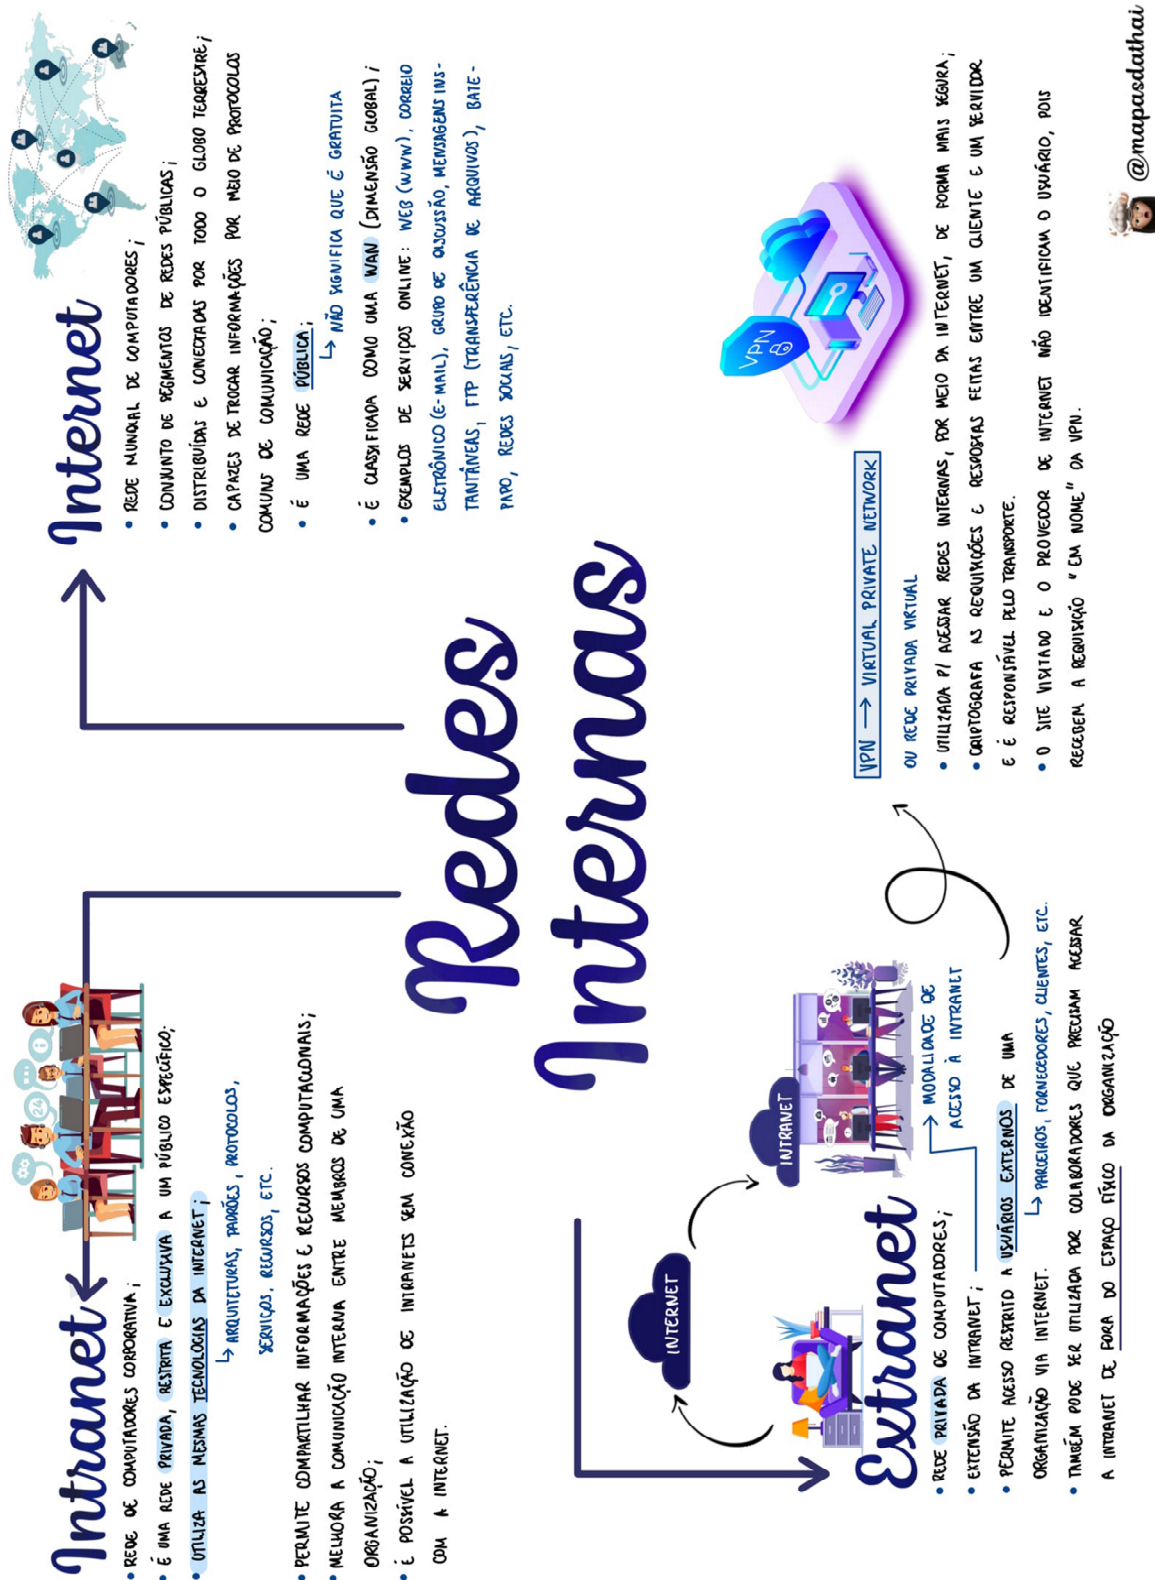 Redes
Internas
Intranet
• REDE DE COMPUTADORES CORPORATIVA;
• É UMA REDE PRIVADA, RESTRITA E EXCLUSIVA A UM PÚBLICO ESPECÍFICO;
• UTILIZA AS MESMAS TECNOLOGIAS DA INTERNET;
↳ ARQUITETURAS, PADRÕES, PROTOCOLOS,
SERVIÇOS, RECURSOS, ETC.
• PERMITE COMPARTILHAR INFORMAÇÕES E RECURSOS COMPUTACIONAIS;
• MELHORA A COMUNICAÇÃO INTERNA ENTRE MEMBROS DE UMA
ORGANIZAÇÃO;
• É POSSÍVEL A UTILIZAÇÃO DE INTRANETS SEM CONEXÃO
COM A INTERNET.
24
Internet
• REDE MUNDIAL DE COMPUTADORES;
• CONJUNTO DE SEGMENTOS DE REDES PÚBLICAS;
• DISTRIBUÍDAS E CONECTADAS POR TODO O GLOBO TERRESTRE;
• CAPAZES DE TROCAR INFORMAÇÕES POR MEIO DE PROTOCOLOS
COMUNS DE COMUNICAÇÃO;
• É UMA REDE PÚBLICA;
↳ NÃO SIGNIFICA QUE É GRATUITA
• É CLASSIFICADA COMO UMA WAN (DIMENSÃO GLOBAL);
• EXEMPLOS DE SERVIÇOS ONLINE: WEB (WWW), CORREIO
ELETRÔNICO (E-MAIL), GRUPO DE DISCUSSÃO, MENSAGENS INS-
TANTÂNEAS, FTP (TRANSFERÊNCIA DE ARQUIVOS), BATE-
PAPO, REDES SOCIAIS, ETC.
INTERNET
INTRANET
Extranet
• REDE PRIVADA DE COMPUTADORES;
• EXTENSÃO DA INTRANET;
→ MODALIDADE DE
ACESSO À INTRANET
• PERMITE ACESSO RESTRITO A USUÁRIOS EXTERNOS DE UMA
ORGANIZAÇÃO VIA INTERNET.
↳ PARCEIROS, FORNECEDORES, CLIENTES, ETC.
• TAMBÉM PODE SER UTILIZADA POR COLABORADORES QUE PRECISAM ACESSAR
A INTRANET DE FORA DO ESPAÇO FÍSICO DA ORGANIZAÇÃO
VPN → VIRTUAL PRIVATE NETWORK
OU REDE PRIVADA VIRTUAL
• UTILIZADA P/ ACESSAR REDES INTERNAS, POR MEIO DA INTERNET, DE FORMA MAIS SEGURA;
• CRIPTOGRAFA AS REQUISIÇÕES E RESPOSTAS FEITAS ENTRE UM CLIENTE E UM SERVIDOR
E É RESPONSÁVEL PELO TRANSPORTE.
• O SITE VISITADO E O PROVEDOR DE INTERNET NÃO IDENTIFICAM O USUÁRIO, POIS
RECEBEM A REQUISIÇÃO "EM NOME" DA VPN.
VPN
@mapasdathai